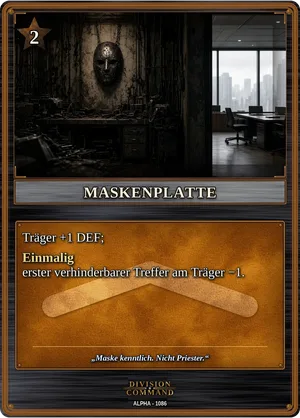 2
MASKENPLATTE
Träger +1 DEF;
Einmalig
erster verhinderbarer Treffer am Träger −1.
„Maske kenntlich. Nicht Priester.“
DIVISION
COMMAND
ALPHA - 1086